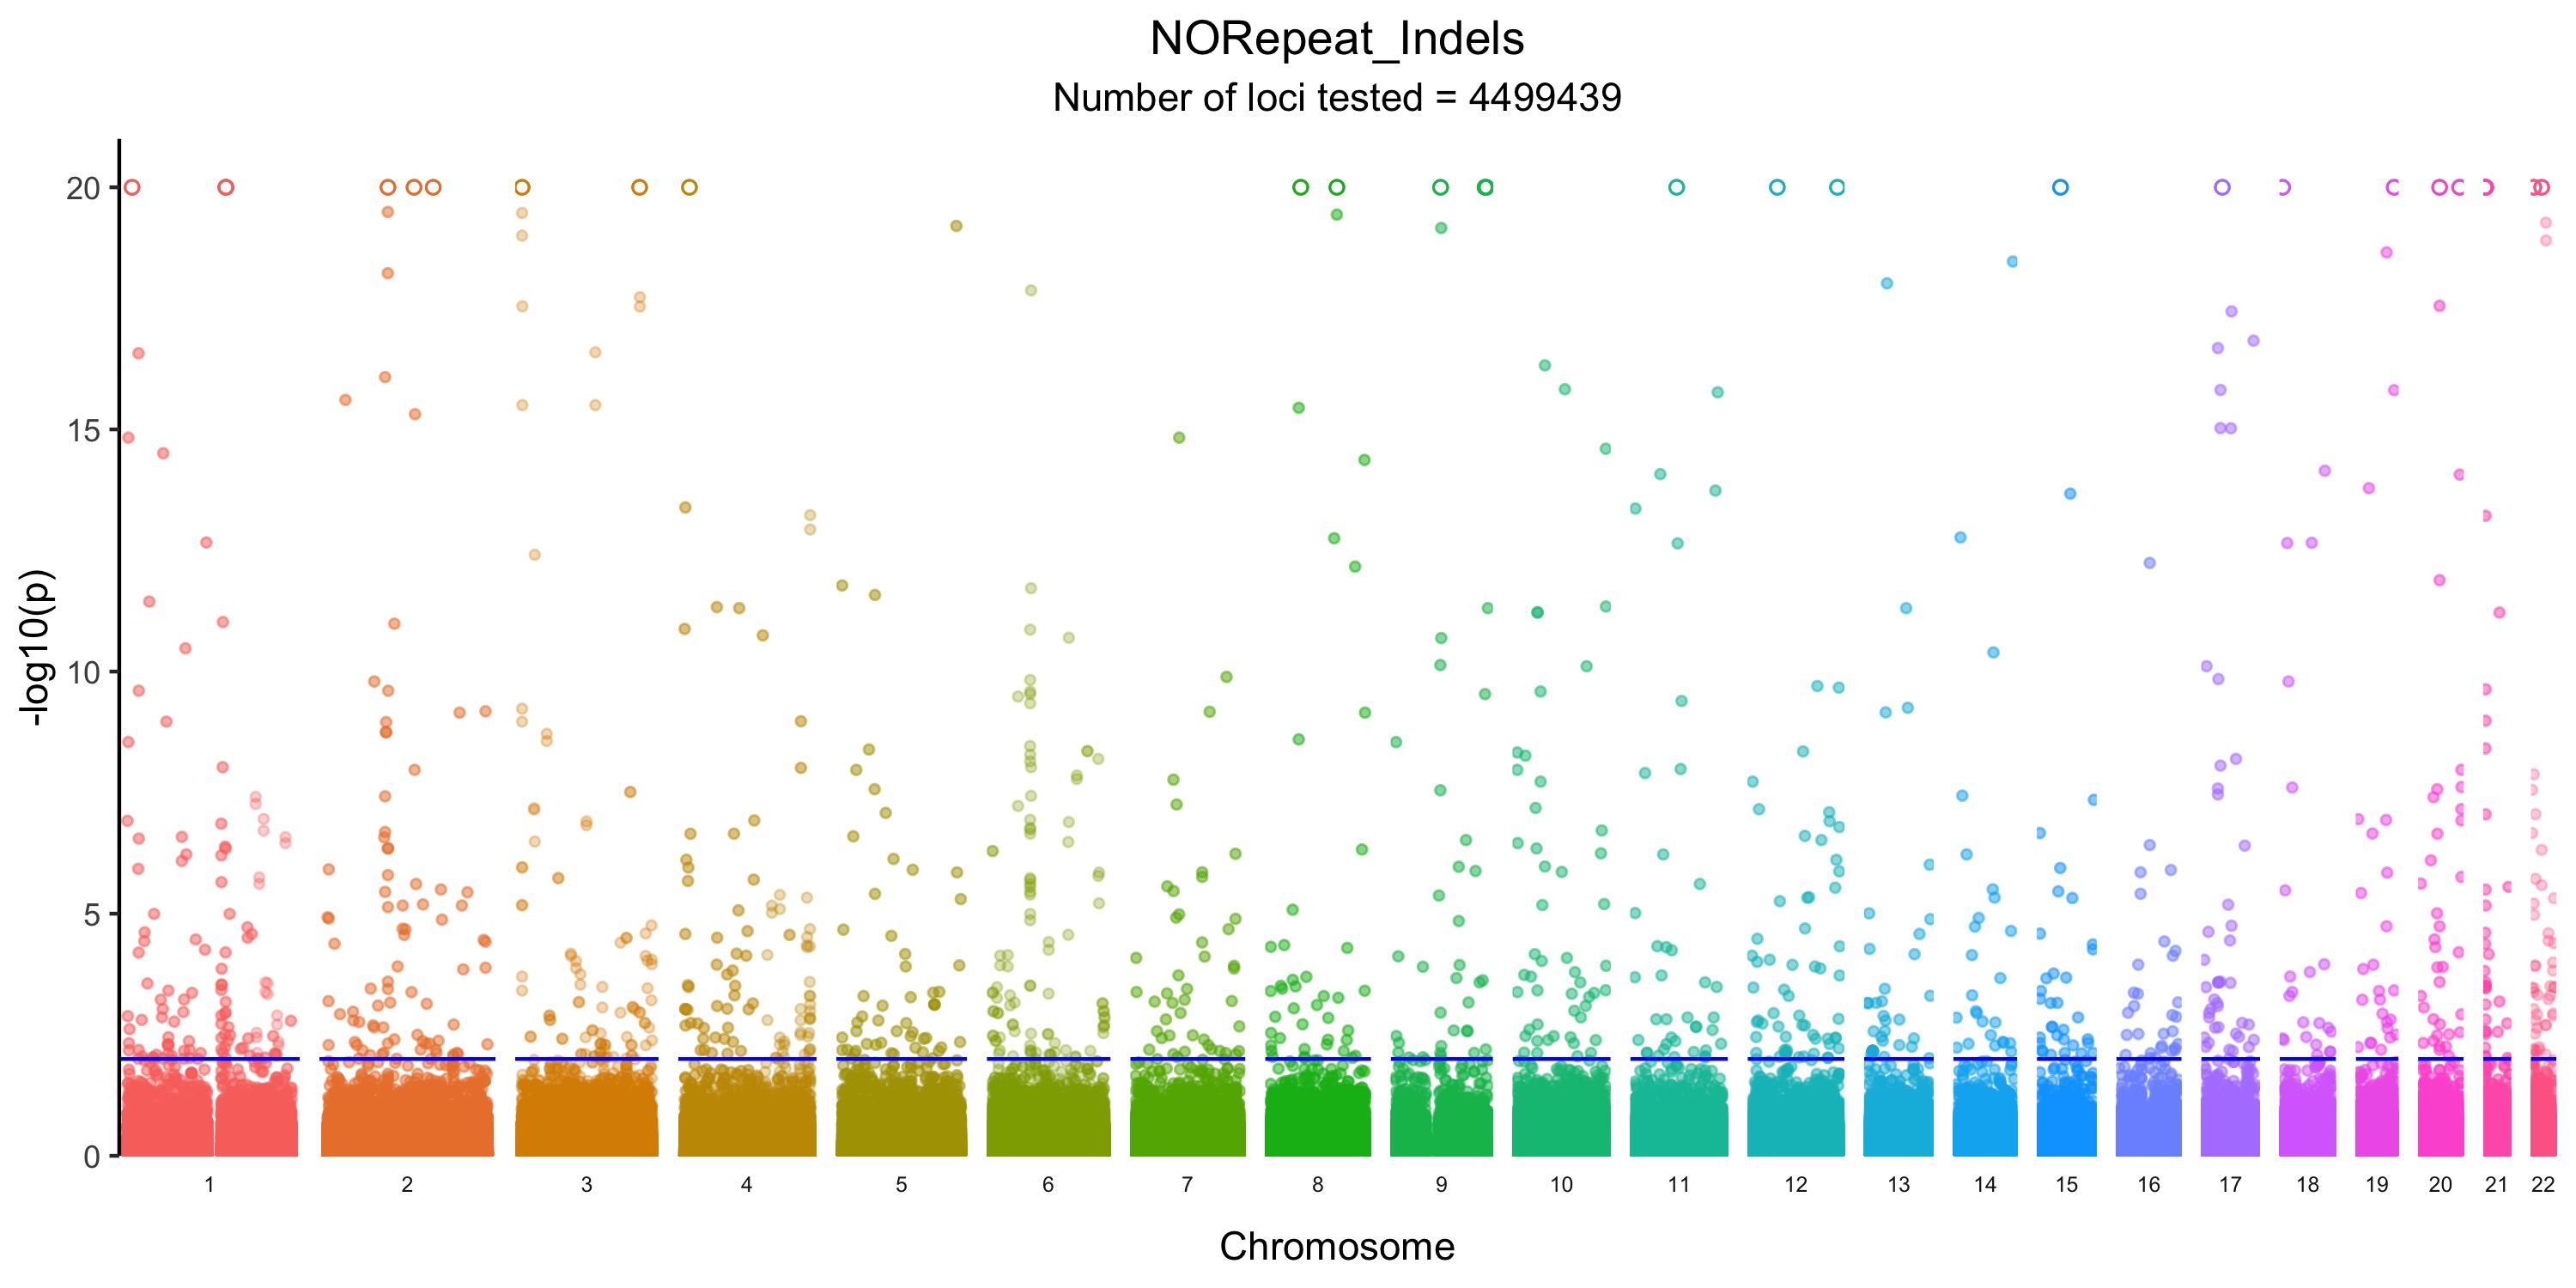 NORepeat_Indels
Number of loci tested = 4499439
-log10(p)
20
15
10
5
0
1 2 3 4 5 6 7 8 9 10 11 12 13 14 15 16 17 18 19 20 21 22
Chromosome